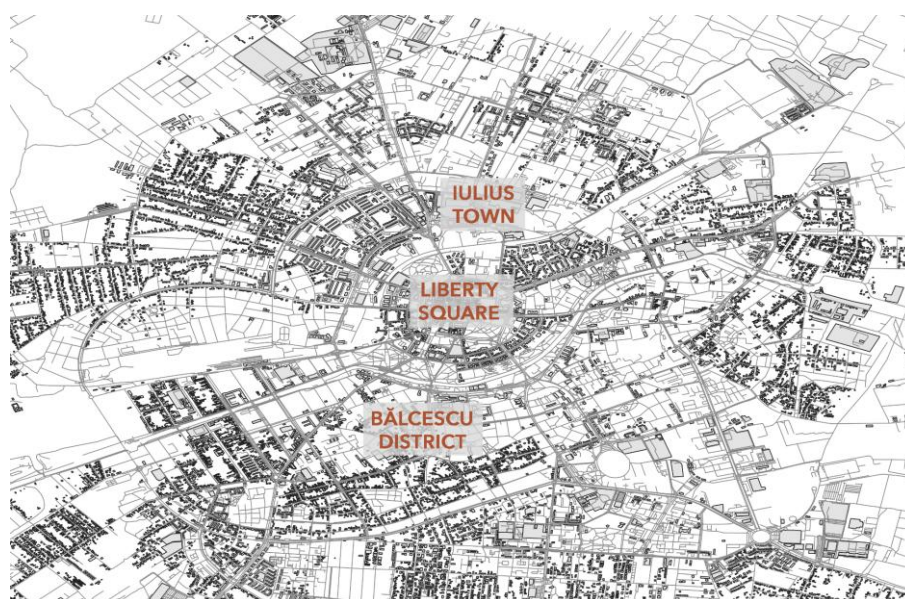 IULIUS
TOWN
LIBERTY
SQUARE
BĂLCESCU
DISTRICT